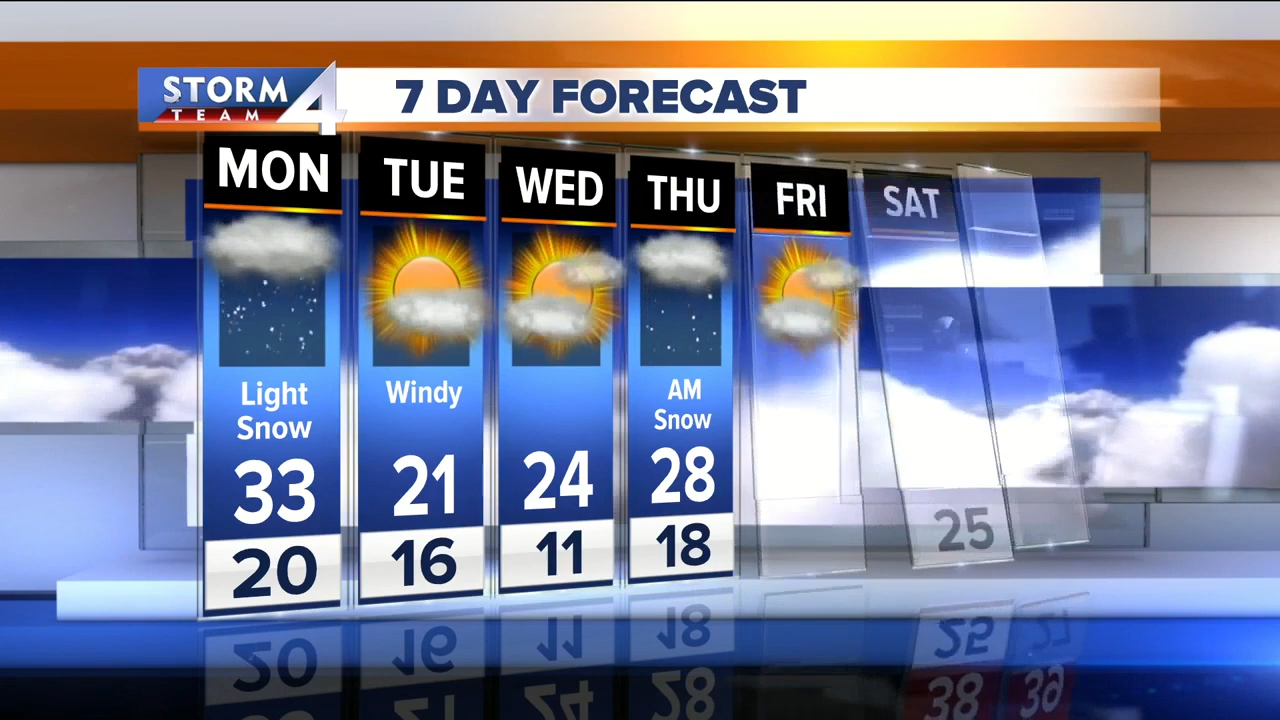 STORM
TEAM
4
7 DAY FORECAST
MON
Light
Snow
33
20
TUE
Windy
21
16
WED
24
11
THU
AM
Snow
28
18
FRI
SAT
25
38